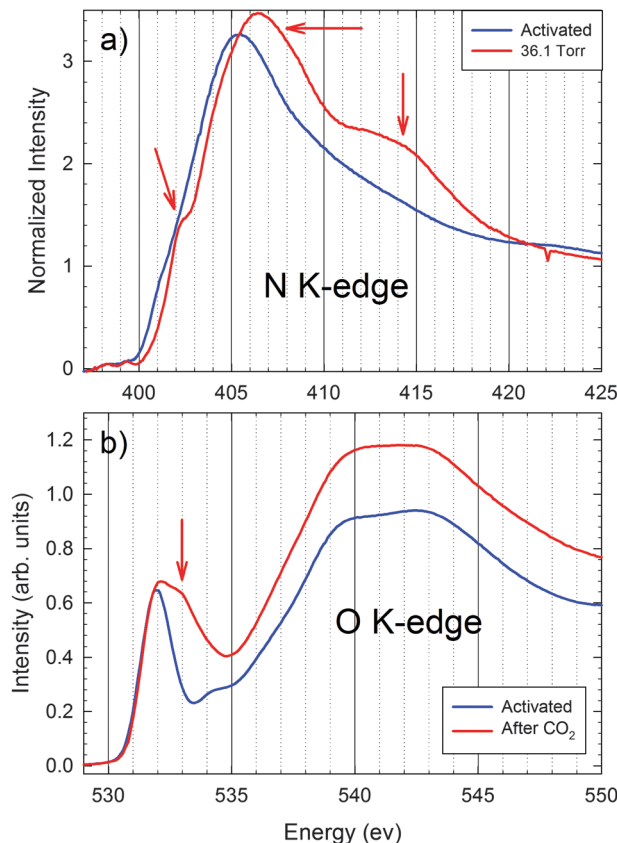 a)
Activated
36.1 Torr
3
2
1
0
Normalized Intensity
N K-edge
400
405
410
415
420
425
b)
1.2
1.0
0.8
0.6
0.4
0.2
0.0
Intensity (arb. units)
O K-edge
Activated
After CO₂
530
535
540
545
550
Energy (ev)